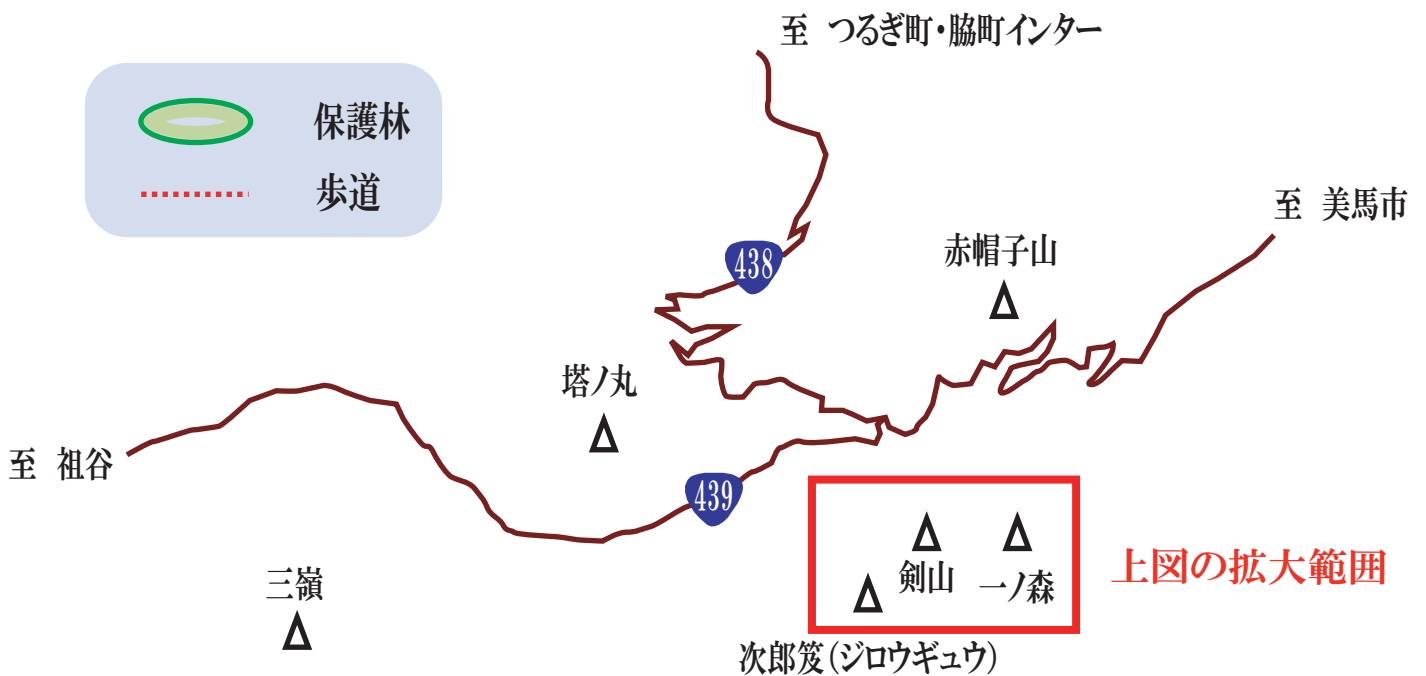 至 つるぎ町・脇町インター
保護林
歩道
至 美馬市
赤帽子山
438
塔ノ丸
至 祖谷
439
上図の拡大範囲
剣山
一ノ森
三嶺
次郎笈(ジロウギュウ)